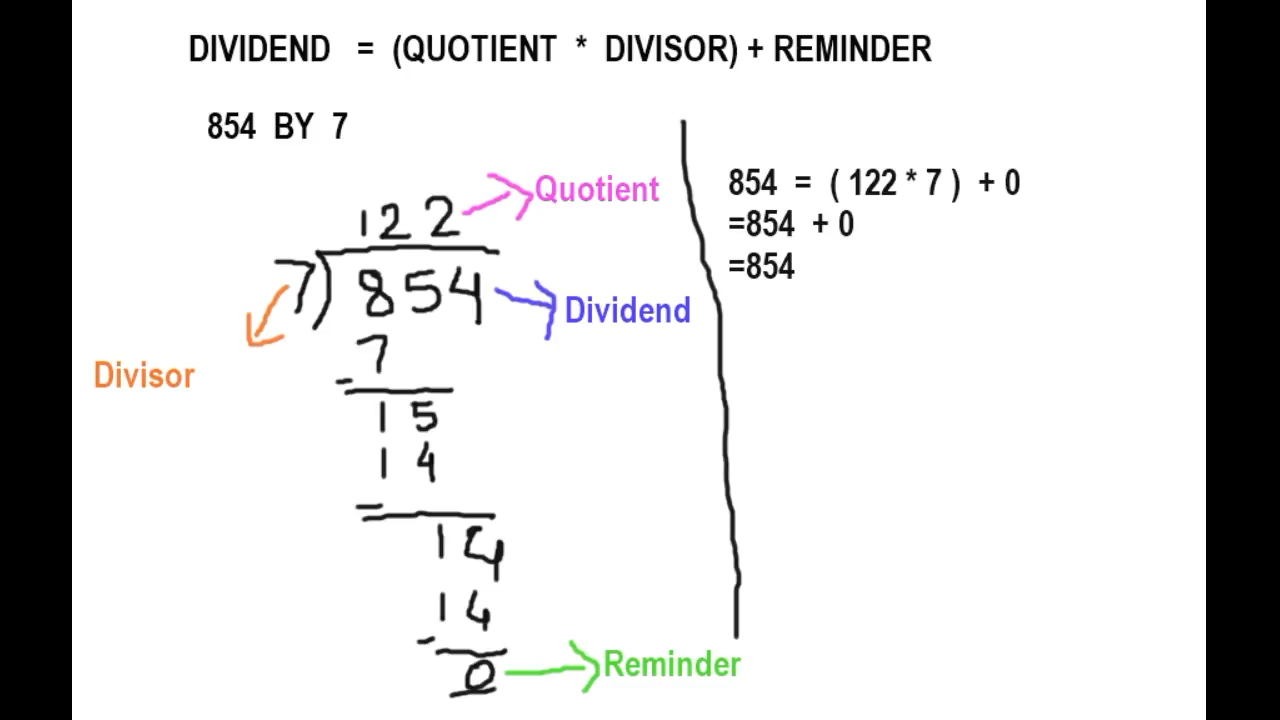 DIVIDEND = (QUOTIENT * DIVISOR) + REMINDER
854 BY 7
122 Quotient
7)854 Dividend
Divisor
7
-
15
14
-
14
14
-
0 Reminder
854 = ( 122 * 7 ) + 0
=854 + 0
=854